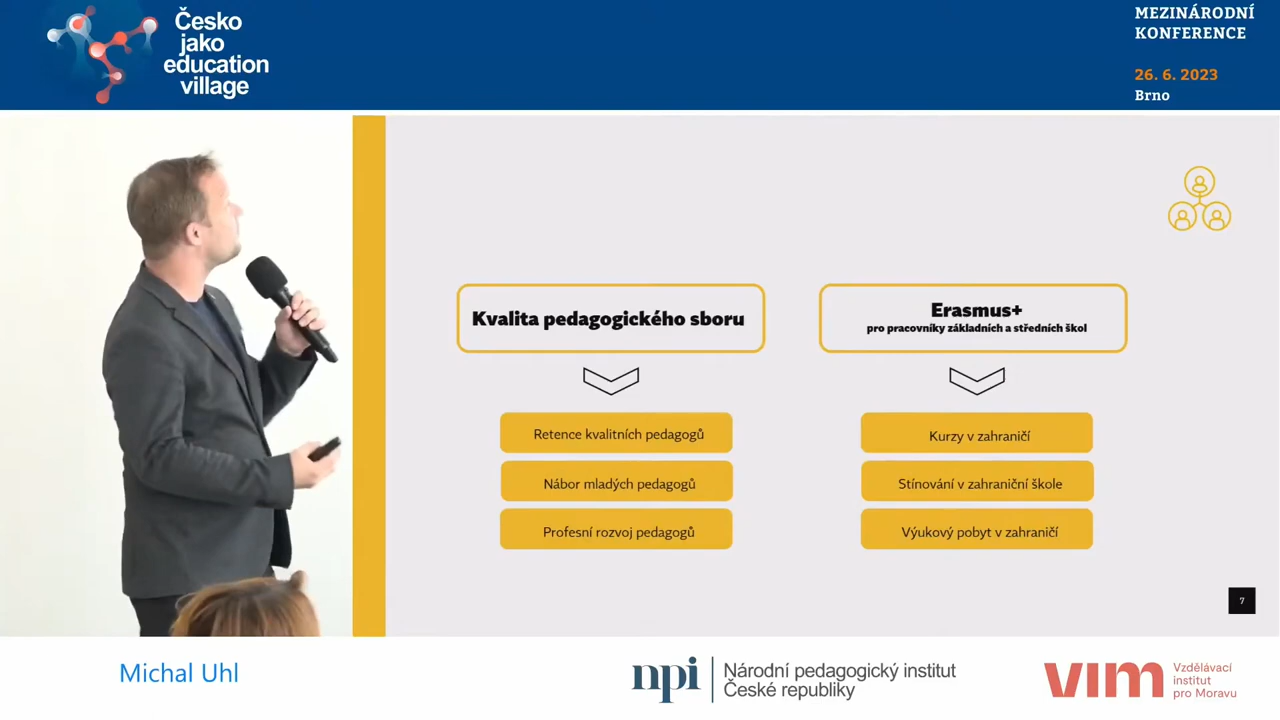 Česko
jako
education
village
MEZINÁRODNÍ
KONFERENCE
26. 6. 2023
Brno
Kvalita pedagogického sboru
Retence kvalitních pedagogů
Nábor mladých pedagogů
Profesní rozvoj pedagogů
Erasmus+
pro pracovníky základních a středních škol
Kurzy v zahraničí
Stínování v zahraniční škole
Výukový pobyt v zahraničí
7
Michal Uhl
npi
Národní pedagogický institut
České republiky
vim
Vzdělávací
institut
pro Moravu